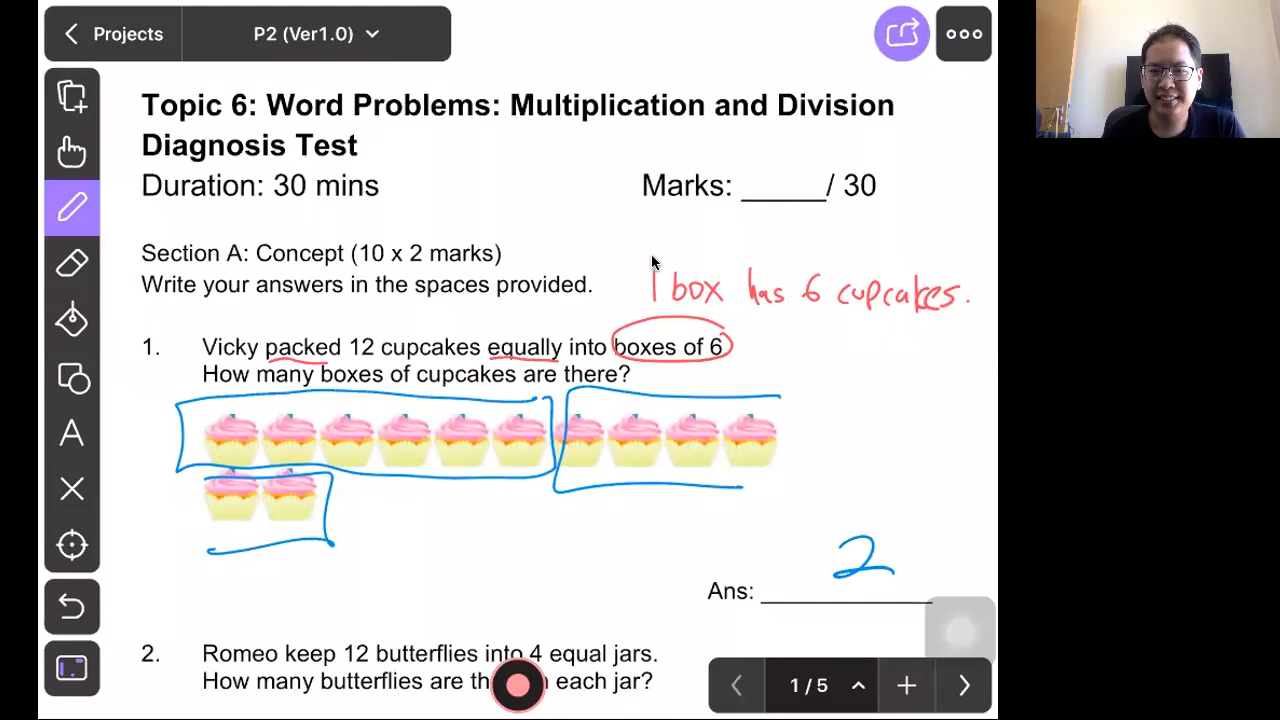 Projects
P2 (Ver1.0)
Topic 6: Word Problems: Multiplication and Division
Diagnosis Test
Duration: 30 mins
Marks: _____/ 30
Section A: Concept (10 x 2 marks)
Write your answers in the spaces provided.
1 box has 6 cupcakes.
1. Vicky packed 12 cupcakes equally into boxes of 6
How many boxes of cupcakes are there?
2
Ans: ______________
2. Romeo keep 12 butterflies into 4 equal jars.
How many butterflies are each jar?
1 / 5